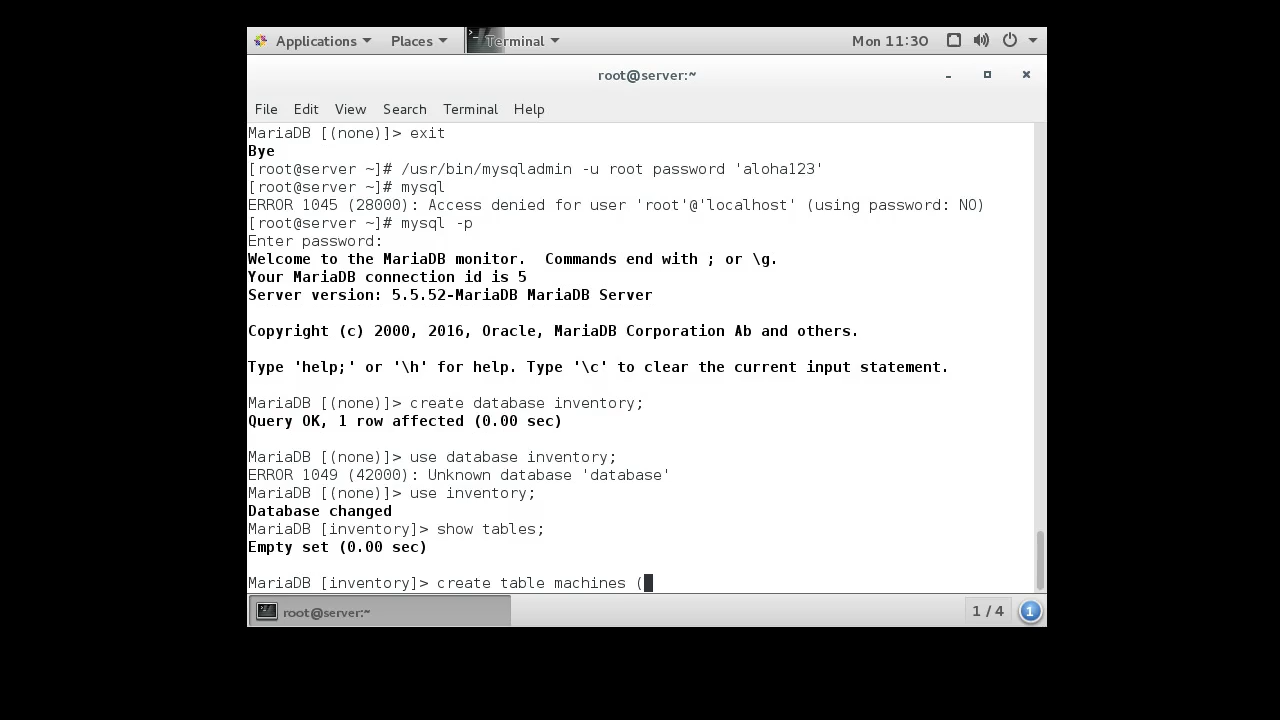 Applications Places Terminal Mon 11:30
root@server:~
File Edit View Search Terminal Help
MariaDB [(none)]> exit
Bye
[root@server ~]# /usr/bin/mysqladmin -u root password 'aloha123'
[root@server ~]# mysql
ERROR 1045 (28000): Access denied for user 'root'@'localhost' (using password: NO)
[root@server ~]# mysql -p
Enter password:
Welcome to the MariaDB monitor.  Commands end with ; or \g.
Your MariaDB connection id is 5
Server version: 5.5.52-MariaDB MariaDB Server
Copyright (c) 2000, 2016, Oracle, MariaDB Corporation Ab and others.
Type 'help;' or '\h' for help. Type '\c' to clear the current input statement.
MariaDB [(none)]> create database inventory;
Query OK, 1 row affected (0.00 sec)
MariaDB [(none)]> use database inventory;
ERROR 1049 (42000): Unknown database 'database'
MariaDB [(none)]> use inventory;
Database changed
MariaDB [inventory]> show tables;
Empty set (0.00 sec)
MariaDB [inventory]> create table machines (
root@server:~ 1 / 4 1